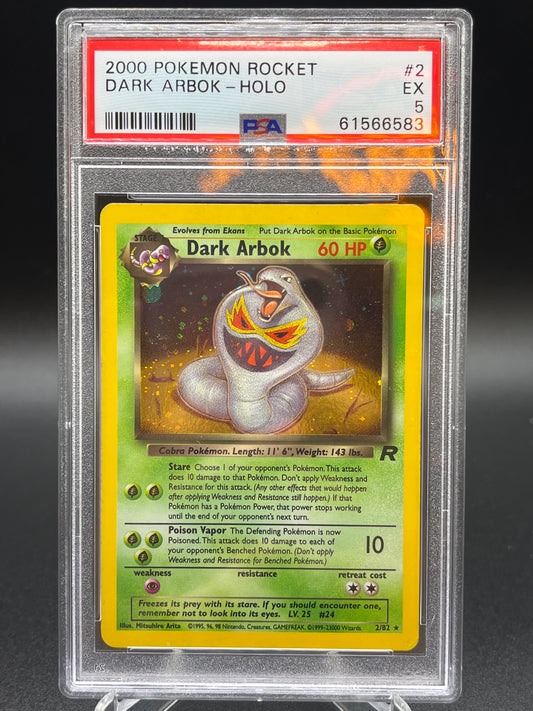 2000 POKEMON ROCKET #2
DARK ARBOK - HOLO EX
5
PSA 61566583
Evolves from Ekans Put Dark Arbok on the Basic Pokémon
STAGE
Dark Arbok 60 HP
Cobra Pokémon. Length: 11' 6", Weight: 143 lbs.
R
Stare Choose 1 of your opponent's Pokémon. This attack
does 10 damage to that Pokémon. Don't apply Weakness and
Resistance for this attack. (Any other effects that would happen
after applying Weakness and Resistance still happen.) If that
Pokémon has a Pokémon Power, that power stops working
until the end of your opponent's next turn.
Poison Vapor The Defending Pokémon is now
Poisoned. This attack does 10 damage to each of
your opponent's Benched Pokémon. (Don't apply
Weakness and Resistance for Benched Pokémon.)
10
weakness resistance retreat cost
Freezes its prey with its stare. If you should encounter one,
remember not to look into its eyes. LV. 25 #24
Illus. Mitsuhiro Arita ©1995, 96, 98 Nintendo, Creatures, GAMEFREAK. ©1999-2000 Wizards. 2/82 ★